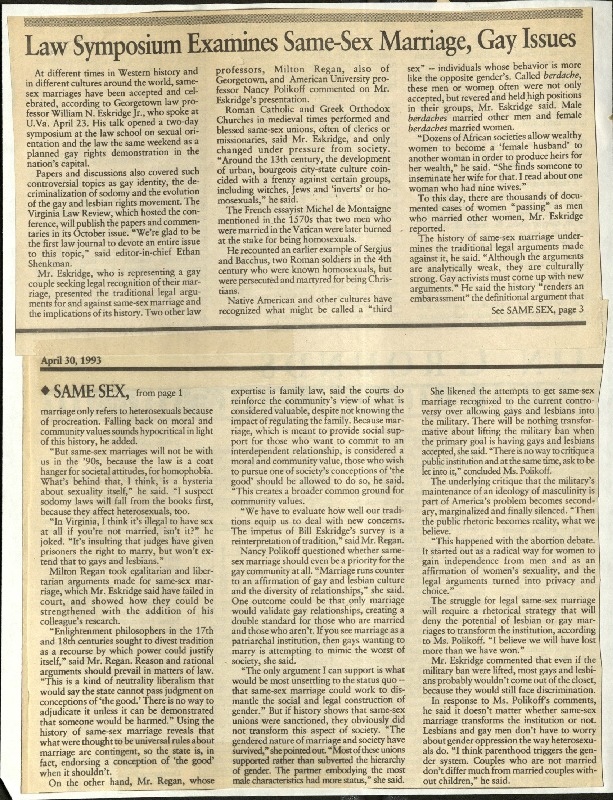 Law Symposium Examines Same-Sex Marriage, Gay Issues
At different times in Western history and
in different cultures around the world, same-
sex marriages have been accepted and cel-
ebrated, according to Georgetown law pro-
fessor William N. Eskridge Jr., who spoke at
U.Va. April 23. His talk opened a two-day
symposium at the law school on sexual ori-
entation and the law the same weekend as a
planned gay rights demonstration in the
nation's capital.
Papers and discussions also covered such
controversial topics as gay identity, the de-
criminalization of sodomy and the evolution
of the gay and lesbian rights movement. The
Virginia Law Review, which hosted the con-
ference, will publish the papers and commen-
taries in its October issue. "We're glad to be
the first law journal to devote an entire issue
to this topic," said editor-in-chief Ethan
Shenkman.
Mr. Eskridge, who is representing a gay
couple seeking legal recognition of their mar-
riage, presented the traditional legal argu-
ments for and against same-sex marriage and
the implications of its history. Two other law
professors, Milton Regan, also of
Georgetown, and American University pro-
fessor Nancy Polikoff commented on Mr.
Eskridge's presentation.
Roman Catholic and Greek Orthodox
Churches in medieval times performed and
blessed same-sex unions, often of clerics or
missionaries, said Mr. Eskridge, and only
changed under pressure from society.
"Around the 13th century, the development
of urban, bourgeois city-state culture coin-
cided with a frenzy against certain groups,
including witches, Jews and 'inverts' or ho-
mosexuals," he said.
The French essayist Michel de Montaigne
mentioned in the 1570s that two men who
were married in the Vatican were later burned
at the stake for being homosexuals.
He recounted an earlier example of Sergius
and Bacchus, two Roman soldiers in the 4th
century who were known homosexuals, but
were persecuted and martyred for being Chris-
tians.
Native American and other cultures have
recognized what might be called a "third
sex" -- individuals whose behavior is more
like the opposite gender's. Called berdache,
these men or women often were not only
accepted, but revered and held high positions
in their groups, Mr. Eskridge said. Male
berdaches married other men and female
berdaches married women.
"Dozens of African societies allow wealthy
women to become a 'female husband' to
another woman in order to produce heirs for
her wealth," he said. "She finds someone to
inseminate her wife for that. I read about one
woman who had nine wives."
To this day, there are thousands of docu-
mented cases of women "passing" as men
who married other women, Mr. Eskridge
reported.
The history of same-sex marriage under-
mines the traditional legal arguments made
against it, he said. "Although the arguments
are analytically weak, they are culturally
strong. Gay activists must come up with new
arguments." He said the history "renders an
embarrassment" the definitional argument that
See SAME SEX, page 3
April 30, 1993
◆ SAME SEX, from page 1
marriage only refers to heterosexuals because
of procreation. Falling back on moral and
community values sounds hypocritical in light
of this history, he added.
"But same-sex marriages will not be with
us in the '90s, because the law is a coat
hanger for societal attitudes, for homophobia.
What's behind that, I think, is a hysteria
about sexuality itself," he said. "I suspect
sodomy laws will fall from the books first,
because they affect heterosexuals, too.
"In Virginia, I think it's illegal to have sex
at all if you're not married, isn't it?" he
joked. "It's insulting that judges have given
prisoners the right to marry, but won't ex-
tend that to gays and lesbians."
Milton Regan took egalitarian and liber-
tarian arguments made for same-sex mar-
riage, which Mr. Eskridge said have failed in
court, and showed how they could be
strengthened with the addition of his
colleague's research.
"Enlightenment philosophers in the 17th
and 18th centuries sought to divest tradition
as a recourse by which power could justify
itself," said Mr. Regan. Reason and rational
arguments should prevail in matters of law.
"This is a kind of neutrality liberalism that
would say the state cannot pass judgment on
conceptions of 'the good.' There is no way to
adjudicate it unless it can be demonstrated
that someone would be harmed." Using the
history of same-sex marriage reveals that
what were thought to be universal rules about
marriage are contingent, so the state is, in
fact, endorsing a conception of 'the good'
when it shouldn't.
On the other hand, Mr. Regan, whose
expertise is family law, said the courts do
reinforce the community's view of what is
considered valuable, despite not knowing the
impact of regulating the family. Because mar-
riage, which is meant to provide social sup-
port for those who want to commit to an
interdependent relationship, is considered
a moral and community value, those who wish
to pursue one of society's conceptions of 'the
good' should be allowed to do so, he said.
"This creates a broader common ground for
community values.
"We have to evaluate how well our tradi-
tions equip us to deal with new concerns.
The impetus of Bill Eskridge's survey is a
reinterpretation of tradition," said Mr. Regan.
Nancy Polikoff questioned whether same-
sex marriage should even be a priority for the
gay community at all. "Marriage runs counter
to an affirmation of gay and lesbian culture
and the diversity of relationships," she said.
One outcome could be that only marriage
would validate gay relationships, creating a
double standard for those who are married
and those who aren't. If you see marriage as a
patriarchal institution, then gays wanting to
marry is attempting to mimic the worst of
society, she said.
"The only argument I can support is what
would be most unsettling to the status quo --
that same-sex marriage could work to dis-
mantle the social and legal construction of
gender." But if history shows that same-sex
unions were sanctioned, they obviously did
not transform this aspect of society. "The
gendered nature of marriage and society have
survived," she pointed out. "Most of these unions
supported rather than subverted the hierarchy
of gender. The partner embodying the most
male characteristics had more status," she said.
She likened the attempts to get same-sex
marriage recognized to the current contro-
versy over allowing gays and lesbians into
the military. There will be nothing transfor-
mative about lifting the military ban when
the primary goal is having gays and lesbians
accepted, she said. "There is no way to critique a
public institution and at the same time, ask to be
let into it," concluded Ms. Polikoff.
The underlying critique that the military's
maintenance of an ideology of masculinity is
part of America's problem becomes second-
ary, marginalized and finally silenced. "Then
the public rhetoric becomes reality, what we
believe.
"This happened with the abortion debate.
It started out as a radical way for women to
gain independence from men and as an
affirmation of women's sexuality, and the
legal arguments turned into privacy and
choice."
The struggle for legal same-sex marriage
will require a rhetorical strategy that will
deny the potential of lesbian or gay mar-
riages to transform the institution, according
to Ms. Polikoff. "I believe we will have lost
more than we have won."
Mr. Eskridge commented that even if the
military ban were lifted, most gays and lesbi-
ans probably wouldn't come out of the closet,
because they would still face discrimination.
In response to Ms. Polikoff's comments,
he said it doesn't matter whether same-sex
marriage transforms the institution or not.
Lesbians and gay men don't have to worry
about gender oppression the way heterosexu-
als do. "I think parenthood triggers the gen-
der system. Couples who are not married
don't differ much from married couples with-
out children," he said.